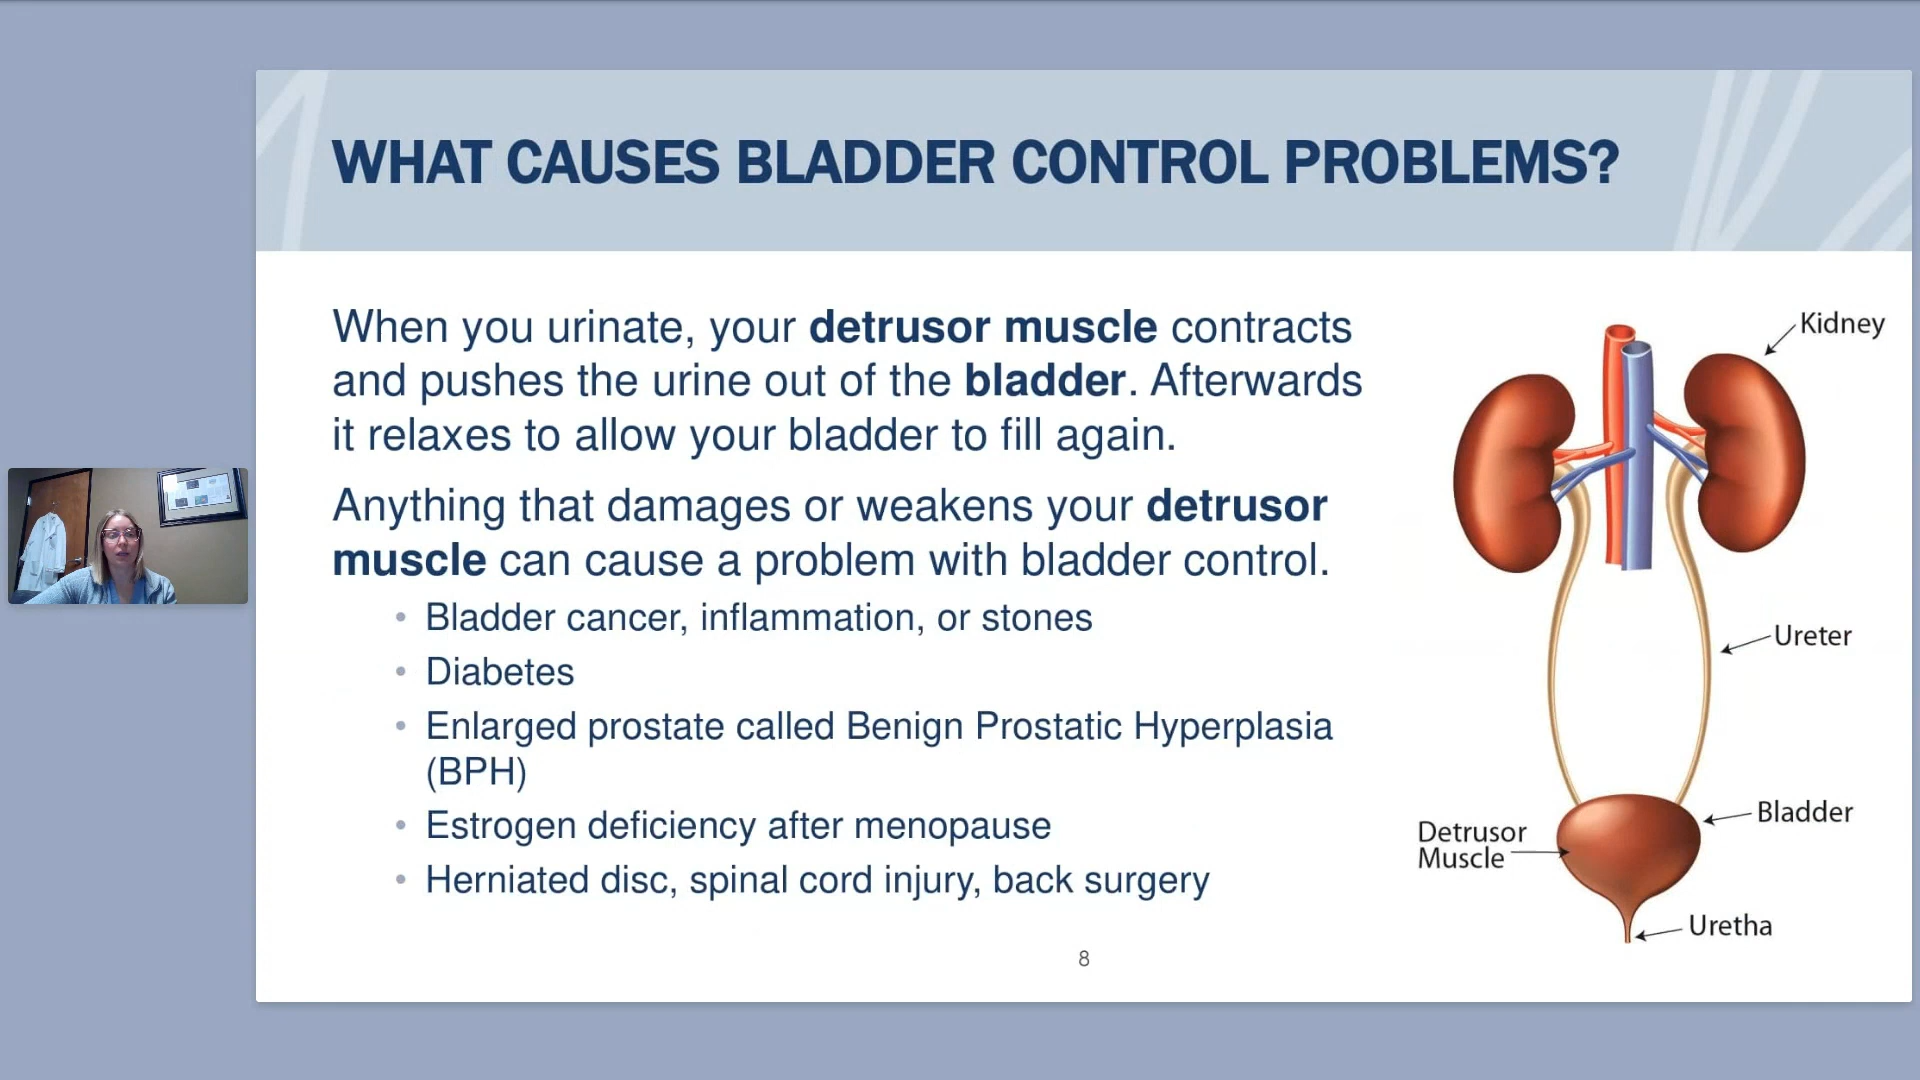 WHAT CAUSES BLADDER CONTROL PROBLEMS?
When you urinate, your detrusor muscle contracts
and pushes the urine out of the bladder. Afterwards
it relaxes to allow your bladder to fill again.
Anything that damages or weakens your detrusor
muscle can cause a problem with bladder control.
• Bladder cancer, inflammation, or stones
• Diabetes
• Enlarged prostate called Benign Prostatic Hyperplasia
(BPH)
• Estrogen deficiency after menopause
• Herniated disc, spinal cord injury, back surgery
Kidney
Ureter
Bladder
Detrusor
Muscle
Uretha
8